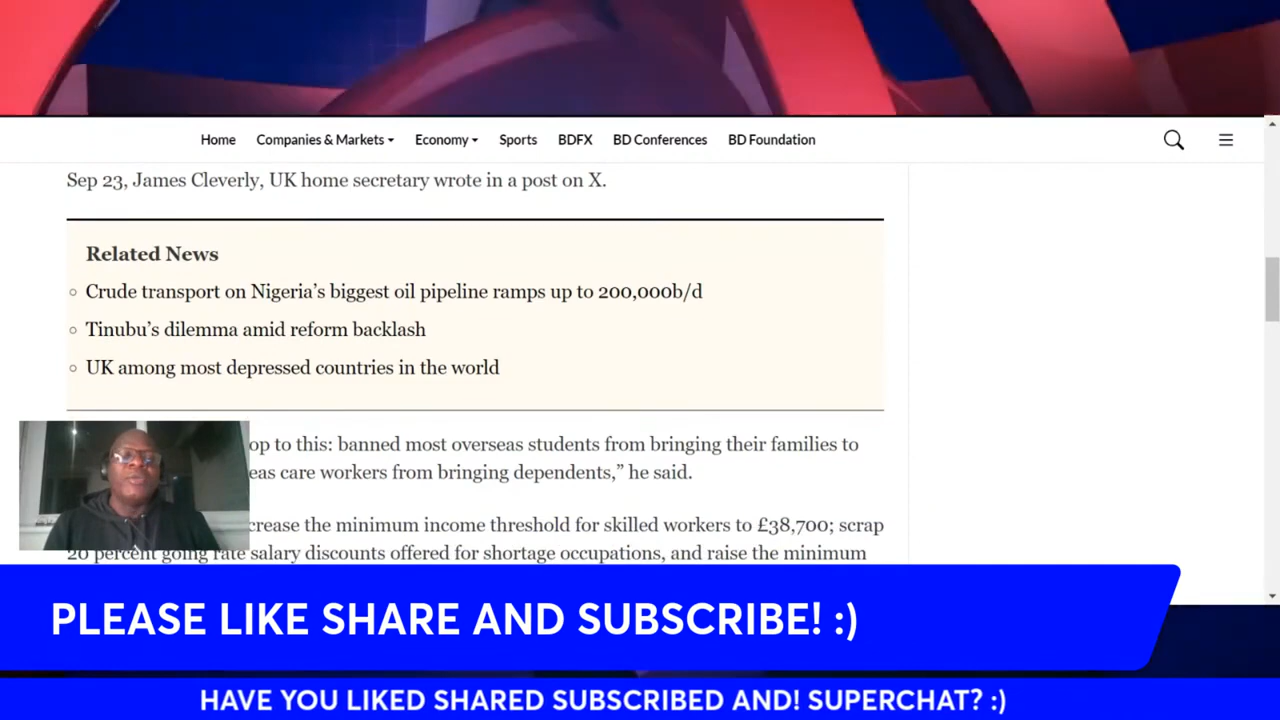 Home Companies & Markets Economy Sports BDFX BD Conferences BD Foundation
Sep 23, James Cleverly, UK home secretary wrote in a post on X.
Related News
Crude transport on Nigeria's biggest oil pipeline ramps up to 200,000b/d
Tinubu's dilemma amid reform backlash
UK among most depressed countries in the world
op to this: banned most overseas students from bringing their families to
eas care workers from bringing dependents,” he said.
crease the minimum income threshold for skilled workers to £38,700; scrap
20 percent going rate salary discounts offered for shortage occupations, and raise the minimum
PLEASE LIKE SHARE AND SUBSCRIBE! :)
HAVE YOU LIKED SHARED SUBSCRIBED AND! SUPERCHAT? :)